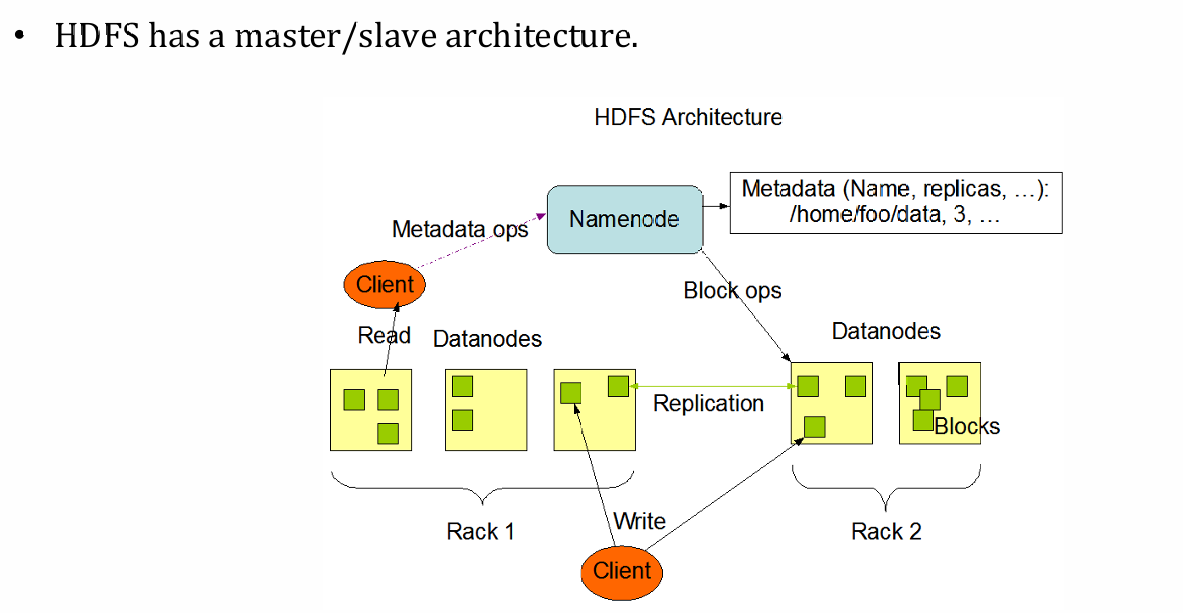 • HDFS has a master/slave architecture.
HDFS Architecture
Metadata (Name, replicas, ...):
/home/foo/data, 3, ...
Namenode
Metadata ops
Client
Block ops
Read
Datanodes
Datanodes
Replication
Blocks
Rack 1
Write
Rack 2
Client